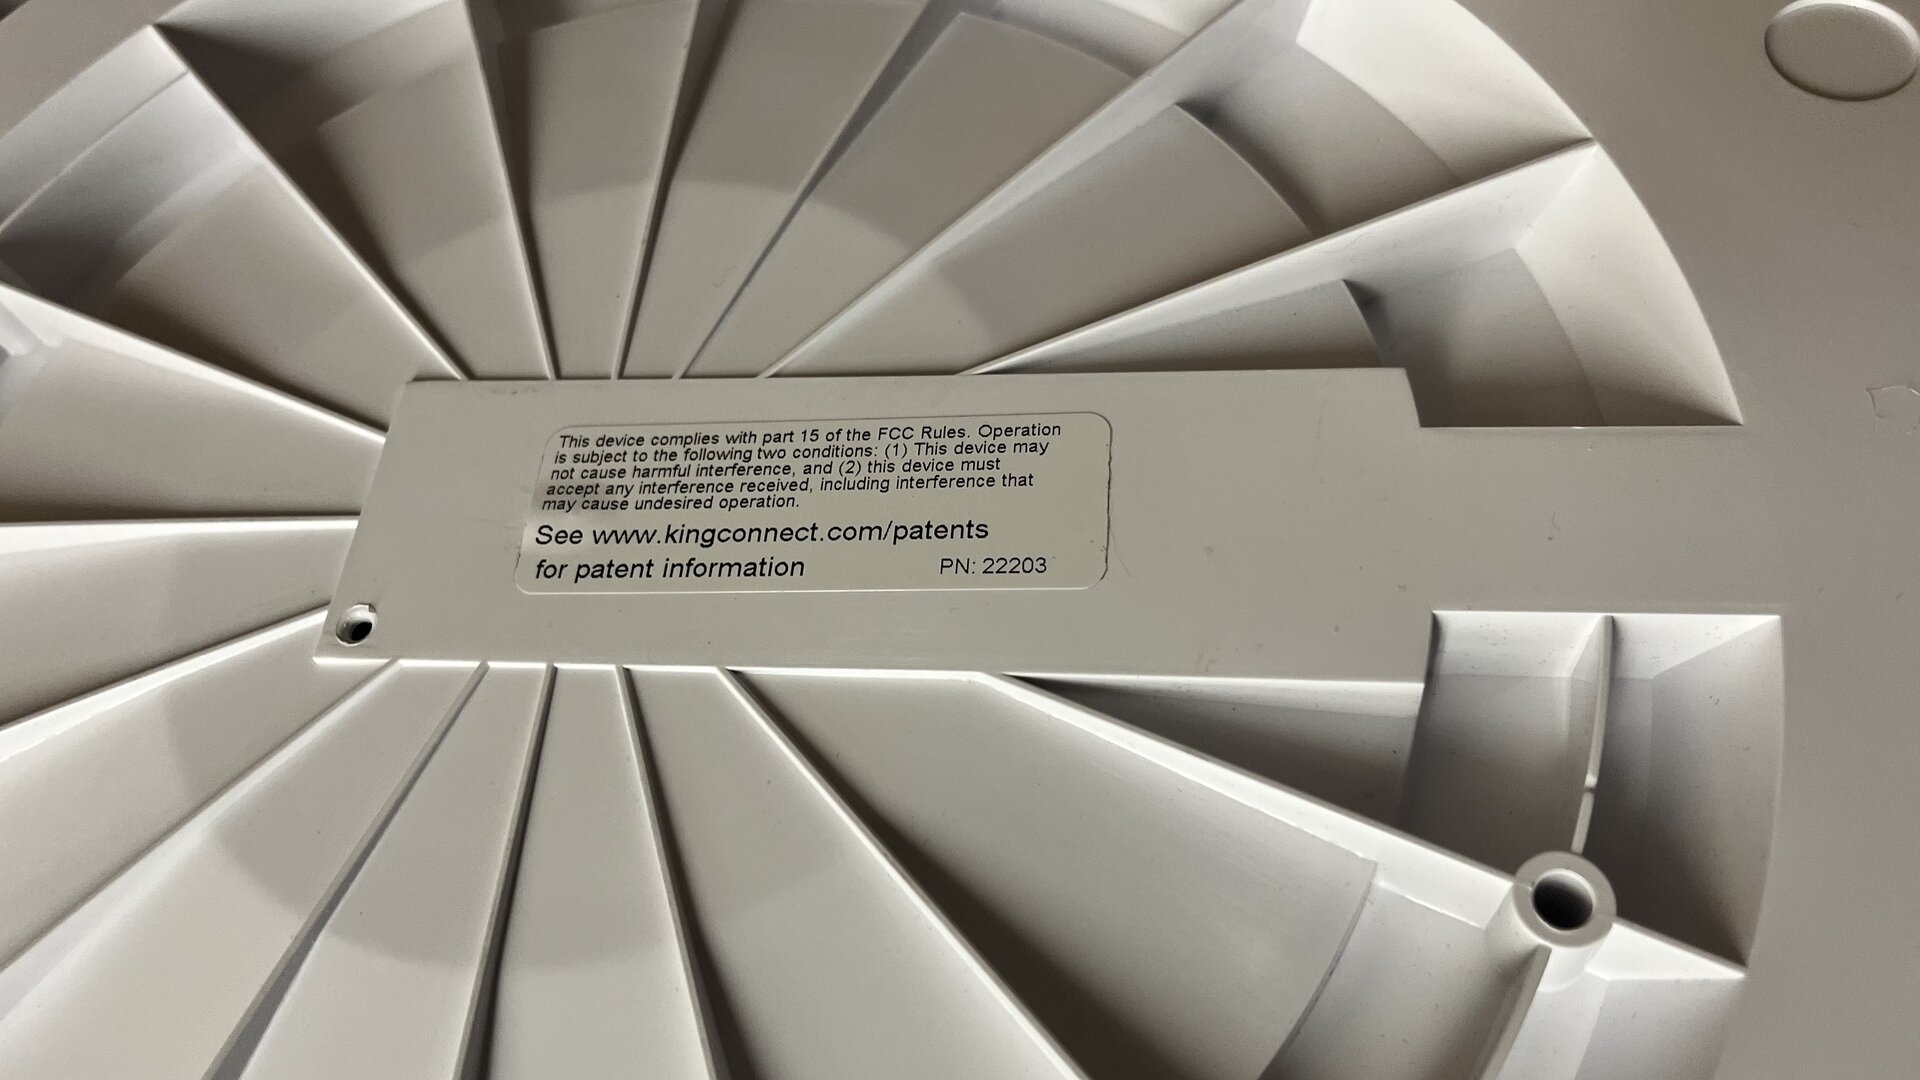 This device complies with part 15 of the FCC Rules. Operation
is subject to the following two conditions: (1) This device may
not cause harmful interference, and (2) this device must
accept any interference received, including interference that
may cause undesired operation.
See www.kingconnect.com/patents
for patent information PN: 22203